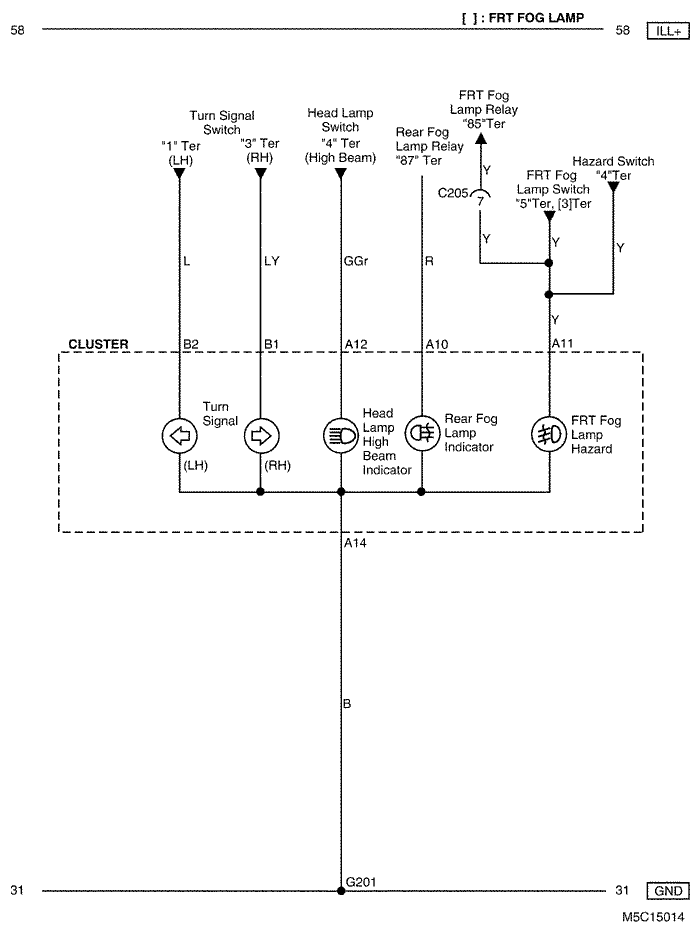 [ ] : FRT FOG LAMP
58
58
ILL+
Turn Signal
Switch
"1" Ter
(LH)
"3" Ter
(RH)
Head Lamp
Switch
"4" Ter
(High Beam)
Rear Fog
Lamp Relay
"87" Ter
FRT Fog
Lamp Relay
"85"Ter
Y
C205
7
Y
FRT Fog
Lamp Switch
"5"Ter, [3]Ter
Y
Hazard Switch
"4"Ter
Y
L
LY
GGr
R
Y
CLUSTER
B2
B1
A12
A10
A11
Turn
Signal
(LH)
(RH)
Head
Lamp
High
Beam
Indicator
Rear Fog
Lamp
Indicator
FRT Fog
Lamp
Hazard
A14
B
G201
31
31
GND
M5C15014